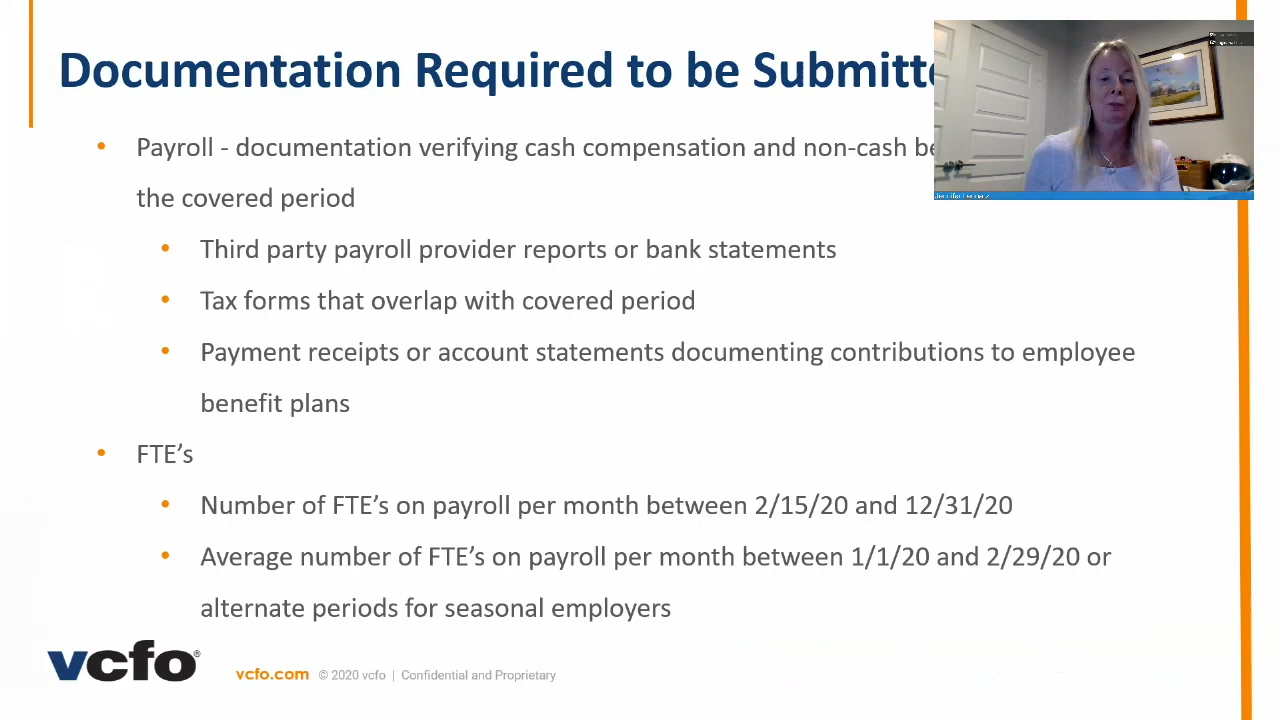 Documentation Required to be Submitte
• Payroll - documentation verifying cash compensation and non-cash be
the covered period
• Third party payroll provider reports or bank statements
• Tax forms that overlap with covered period
• Payment receipts or account statements documenting contributions to employee
benefit plans
• FTE’s
• Number of FTE’s on payroll per month between 2/15/20 and 12/31/20
• Average number of FTE’s on payroll per month between 1/1/20 and 2/29/20 or
alternate periods for seasonal employers
vcfo® vcfo.com © 2020 vcfo | Confidential and Proprietary
Jennifer